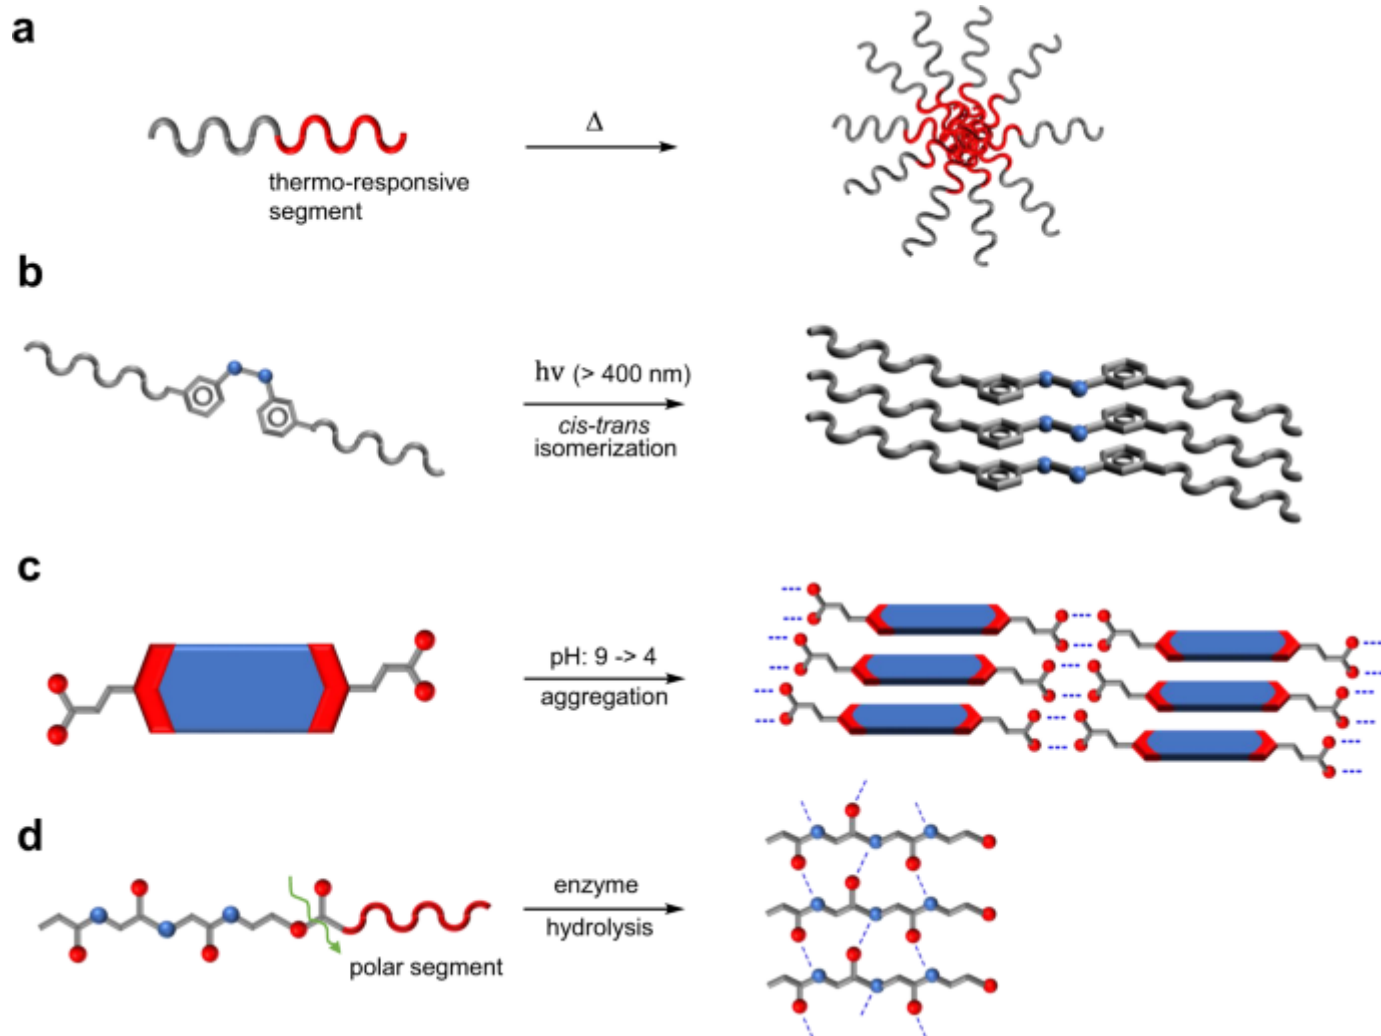 a
Δ
thermo-responsive
segment
b
hν (> 400 nm)
cis-trans
isomerization
c
pH: 9 -> 4
aggregation
d
enzyme
hydrolysis
polar segment